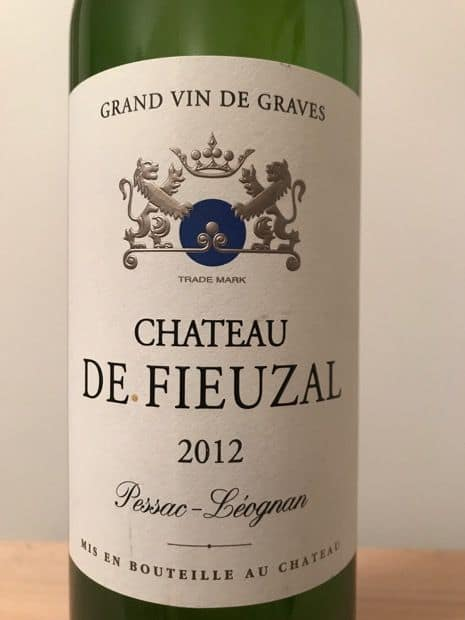 GRAND VIN DE GRAVES
TRADE MARK
CHATEAU
DE FIEUZAL
2012
Pessac-Léognan
MIS EN BOUTEILLE AU CHATEAU